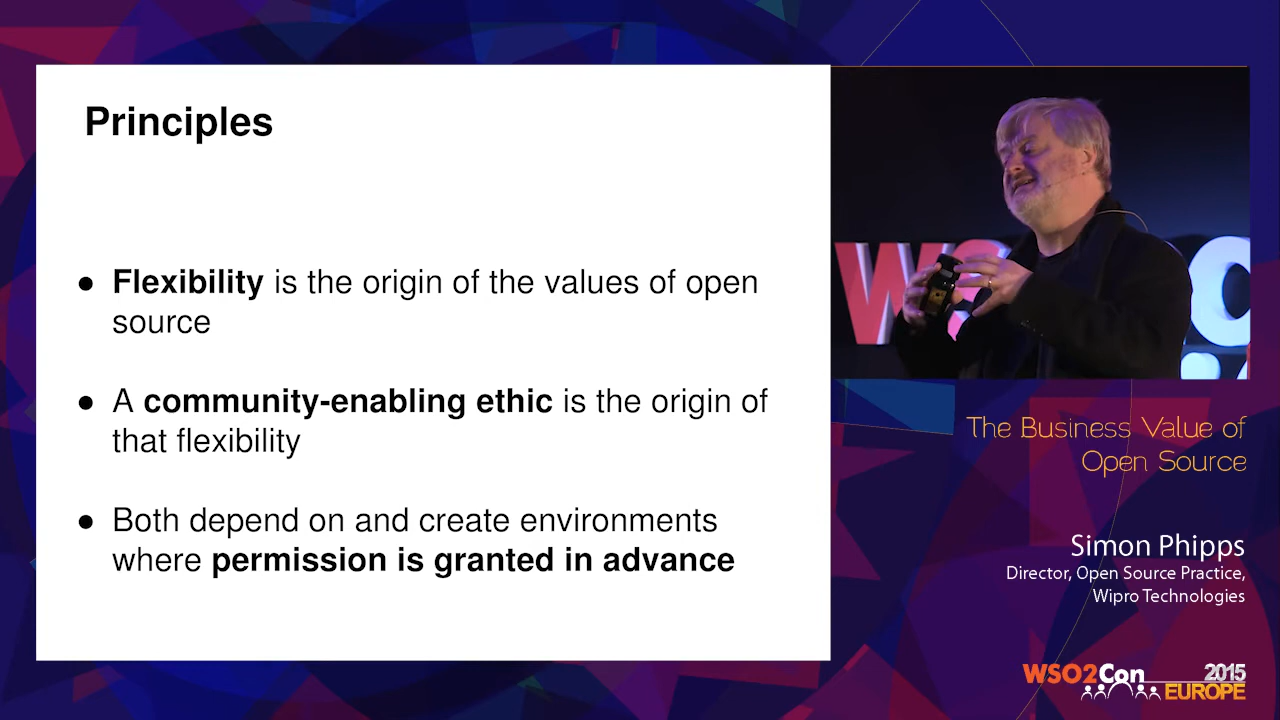 Principles
● Flexibility is the origin of the values of open
source
● A community-enabling ethic is the origin of
that flexibility
● Both depend on and create environments
where permission is granted in advance
The Business Value of
Open Source
Simon Phipps
Director, Open Source Practice,
Wipro Technologies
WSO2Con 2015
EUROPE